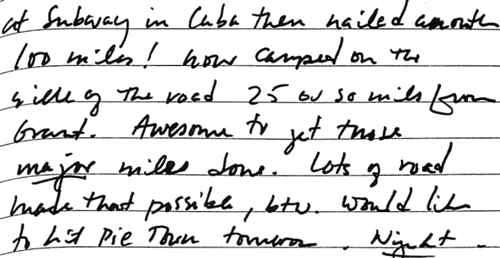 at Subway in Cuba then nailed another
100 miles! now camped on the
side of the road 25 or so miles from
Grant. Awesome to get those
major miles done. Lots of road
made that possible, btw. Would like
to hit Pie Town tomorrow. Night.